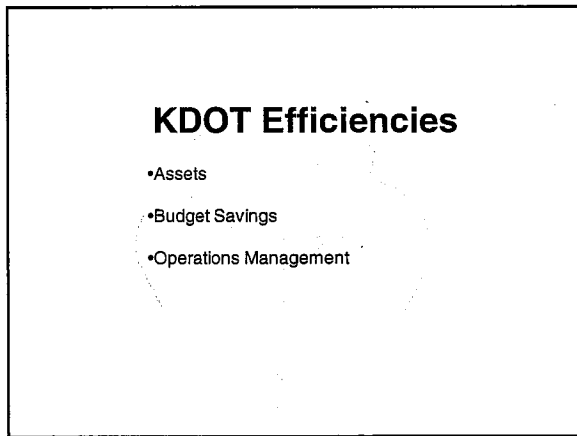 KDOT Efficiencies
•Assets
•Budget Savings
•Operations Management